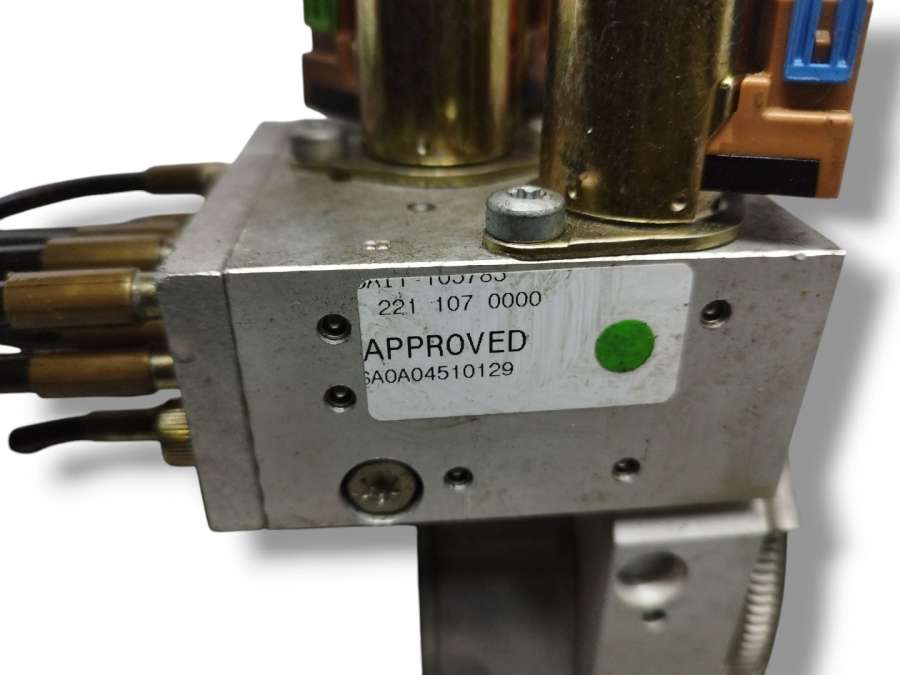 221 107 0000
APPROVED
SA0A04510129